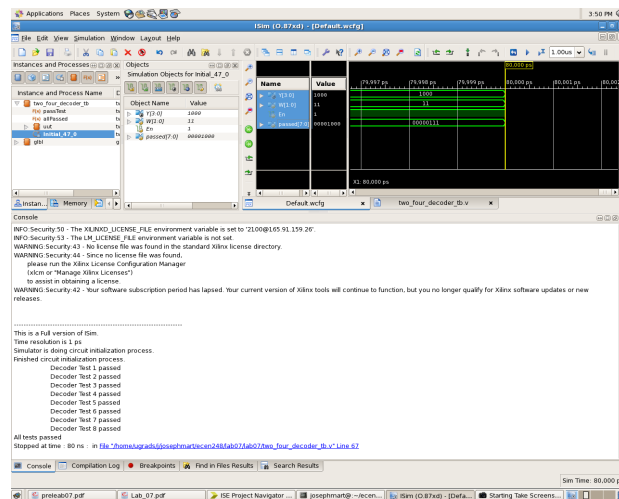 Applications Places System 3:50 PM
ISim (O.87xd) - [Default.wcfg]
File Edit View Simulation Window Layout Help
1.00us
Instances and Processes
Objects
Simulation Objects for Initial_47_0
Instance and Process Name
two_four_decoder_tb
passTest
allPassed
uut
Initial_47_0
glbl
Object Name Value
Y[3:0] 1000
W[1:0] 11
En 1
passed[7:0] 00001000
Name Value
Y[3:0] 1000
W[1:0] 11
En 1
passed[7:0] 00001000
80,000 ps
79,997 ps 79,998 ps 79,999 ps 80,000 ps 80,001 ps 80,002
1000
11
00000111
X1: 80,000 ps
Instan... Memory
Default.wcfg two_four_decoder_tb.v
Console
INFO:Security:50 - The XILINXD_LICENSE_FILE environment variable is set to '2100@165.91.159.26'.
INFO:Security:53 - The LM_LICENSE_FILE environment variable is not set.
WARNING:Security:43 - No license file was found in the standard Xilinx license directory.
WARNING:Security:44 - Since no license file was found,
please run the Xilinx License Configuration Manager
(xlcm or "Manage Xilinx Licenses")
to assist in obtaining a license.
WARNING:Security:42 - Your software subscription period has lapsed. Your current version of Xilinx tools will continue to function, but you no longer qualify for Xilinx software updates or new
releases.
----------------------------------------------------------------------
This is a Full version of ISim.
Time resolution is 1 ps
Simulator is doing circuit initialization process.
Finished circuit initialization process.
Decoder Test 1 passed
Decoder Test 2 passed
Decoder Test 3 passed
Decoder Test 4 passed
Decoder Test 5 passed
Decoder Test 6 passed
Decoder Test 7 passed
Decoder Test 8 passed
All tests passed
Stopped at time : 80 ns : in File "/home/ugrads/j/josephmart/ecen248/lab07/lab07/two_four_decoder_tb.v" Line 67
Console Compilation Log Breakpoints Find in Files Results Search Results
Sim Time: 80,000 p
preleab07.pdf Lab_07.pdf ISE Project Navigator ... josephmart@:~/ecen... ISim (O.87xd) - [Defa... Starting Take Screens...